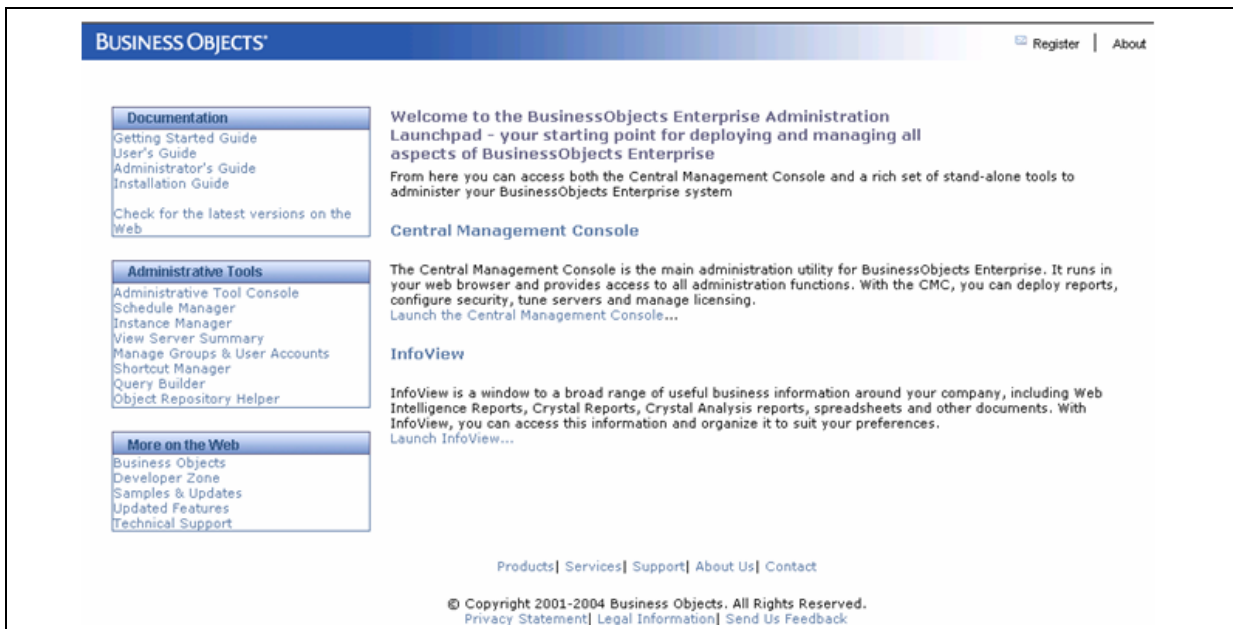 BUSINESS OBJECTS
Register | About
Documentation
Getting Started Guide
User's Guide
Administrator's Guide
Installation Guide
Check for the latest versions on the
Web
Administrative Tools
Administrative Tool Console
Schedule Manager
Instance Manager
View Server Summary
Manage Groups & User Accounts
Shortcut Manager
Query Builder
Object Repository Helper
More on the Web
Business Objects
Developer Zone
Samples & Updates
Updated Features
Technical Support
Welcome to the BusinessObjects Enterprise Administration
Launchpad - your starting point for deploying and managing all
aspects of BusinessObjects Enterprise
From here you can access both the Central Management Console and a rich set of stand-alone tools to
administer your BusinessObjects Enterprise system
Central Management Console
The Central Management Console is the main administration utility for BusinessObjects Enterprise. It runs in
your web browser and provides access to all administration functions. With the CMC, you can deploy reports,
configure security, tune servers and manage licensing.
Launch the Central Management Console...
InfoView
InfoView is a window to a broad range of useful business information around your company, including Web
Intelligence Reports, Crystal Reports, Crystal Analysis reports, spreadsheets and other documents. With
InfoView, you can access this information and organize it to suit your preferences.
Launch InfoView...
Products| Services| Support| About Us| Contact
© Copyright 2001-2004 Business Objects. All Rights Reserved.
Privacy Statement| Legal Information| Send Us Feedback